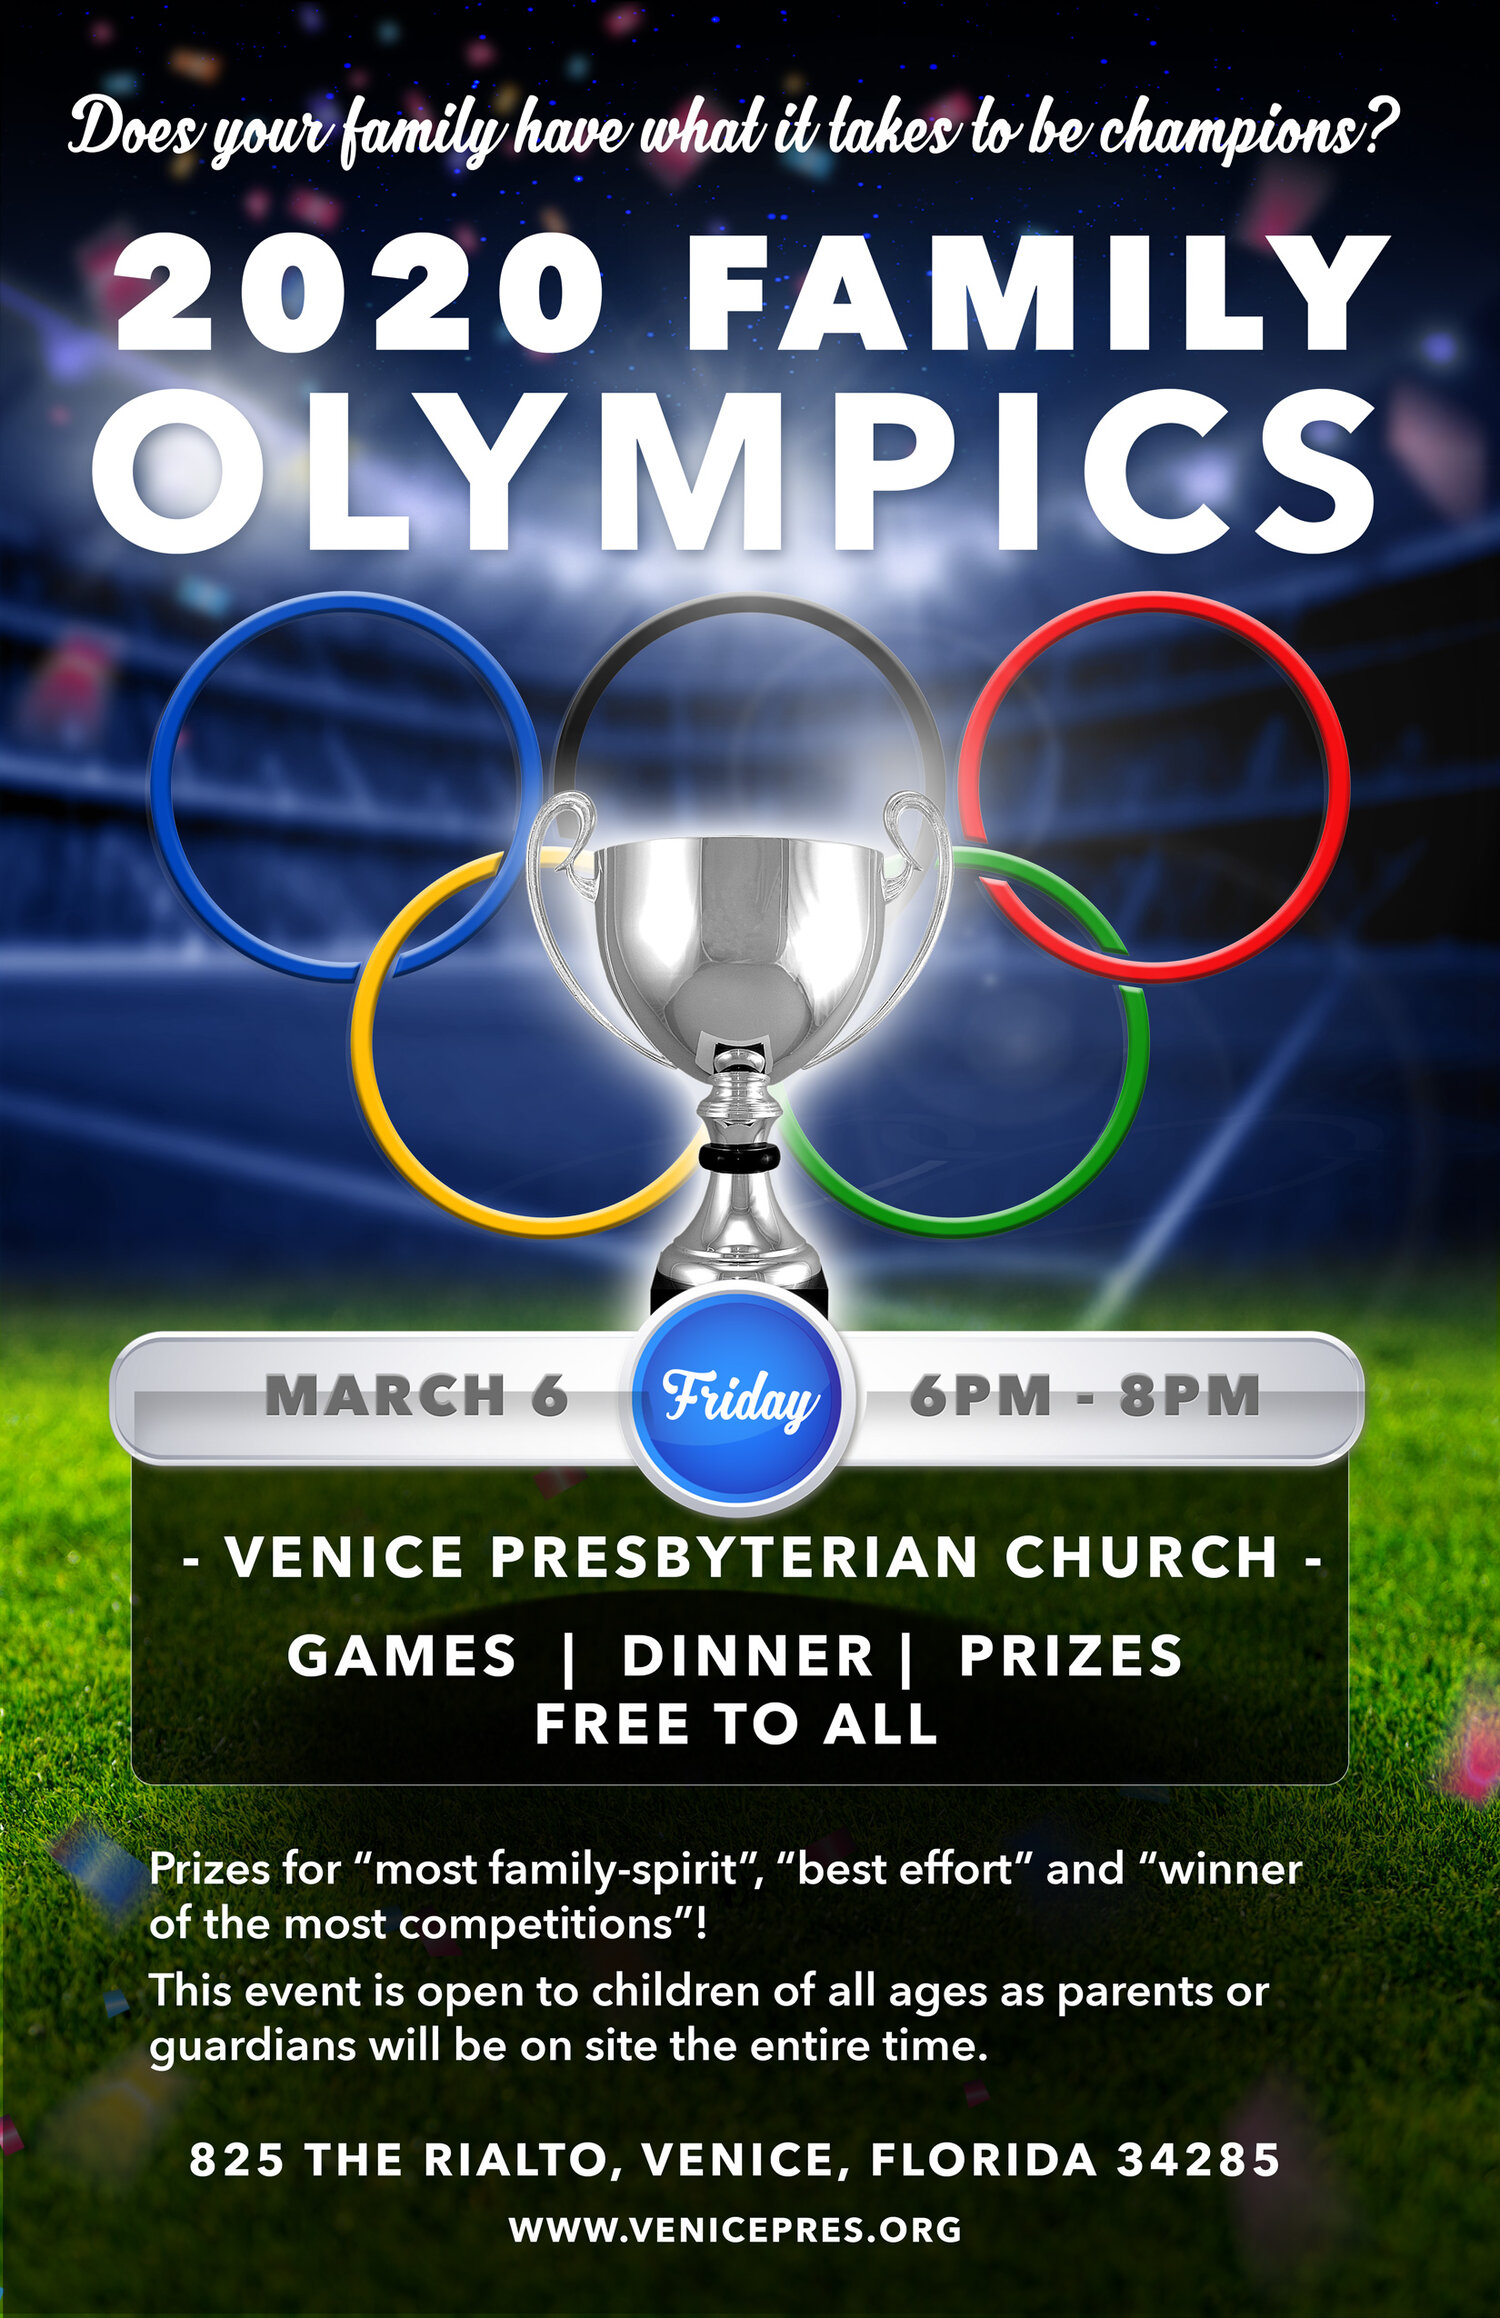 Does your family have what it takes to be champions?
2020 FAMILY
OLYMPICS
MARCH 6 Friday 6PM - 8PM
- VENICE PRESBYTERIAN CHURCH -
GAMES | DINNER | PRIZES
FREE TO ALL
Prizes for “most family-spirit”, “best effort” and “winner
of the most competitions”!
This event is open to children of all ages as parents or
guardians will be on site the entire time.
825 THE RIALTO, VENICE, FLORIDA 34285
WWW.VENICEPRES.ORG